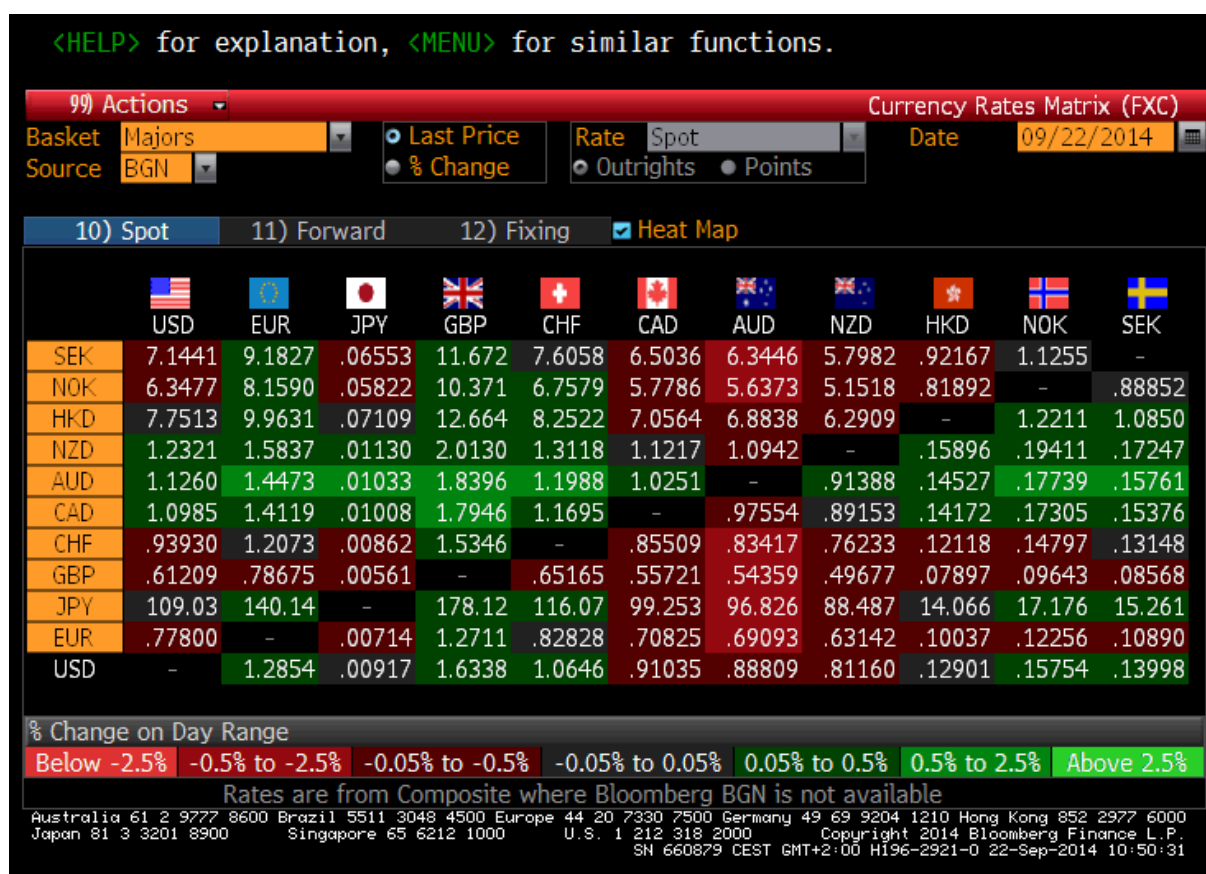 <HELP> for explanation, <MENU> for similar functions.
99) Actions Currency Rates Matrix (FXC)
Basket Majors Last Price Rate Spot Date 09/22/2014
Source BGN % Change Outrights Points
10) Spot 11) Forward 12) Fixing Heat Map
USD EUR JPY GBP CHF CAD AUD NZD HKD NOK SEK
SEK 7.1441 9.1827 .06553 11.672 7.6058 6.5036 6.3446 5.7982 .92167 1.1255 -
NOK 6.3477 8.1590 .05822 10.371 6.7579 5.7786 5.6373 5.1518 .81892 - .88852
HKD 7.7513 9.9631 .07109 12.664 8.2522 7.0564 6.8838 6.2909 - 1.2211 1.0850
NZD 1.2321 1.5837 .01130 2.0130 1.3118 1.1217 1.0942 - .15896 .19411 .17247
AUD 1.1260 1.4473 .01033 1.8396 1.1988 1.0251 - .91388 .14527 .17739 .15761
CAD 1.0985 1.4119 .01008 1.7946 1.1695 - .97554 .89153 .14172 .17305 .15376
CHF .93930 1.2073 .00862 1.5346 - .85509 .83417 .76233 .12118 .14797 .13148
GBP .61209 .78675 .00561 - .65165 .55721 .54359 .49677 .07897 .09643 .08568
JPY 109.03 140.14 - 178.12 116.07 99.253 96.826 88.487 14.066 17.176 15.261
EUR .77800 - .00714 1.2711 .82828 .70825 .69093 .63142 .10037 .12256 .10890
USD - 1.2854 .00917 1.6338 1.0646 .91035 .88809 .81160 .12901 .15754 .13998
% Change on Day Range
Below -2.5% -0.5% to -2.5% -0.05% to -0.5% -0.05% to 0.05% 0.05% to 0.5% 0.5% to 2.5% Above 2.5%
Rates are from Composite where Bloomberg BGN is not available
Australia 61 2 9777 8600 Brazil 5511 3048 4500 Europe 44 20 7330 7500 Germany 49 69 9204 1210 Hong Kong 852 2977 6000
Japan 81 3 3201 8900 Singapore 65 6212 1000 U.S. 1 212 318 2000 Copyright 2014 Bloomberg Finance L.P.
SN 660879 CEST GMT+2:00 H196-2921-0 22-Sep-2014 10:50:31